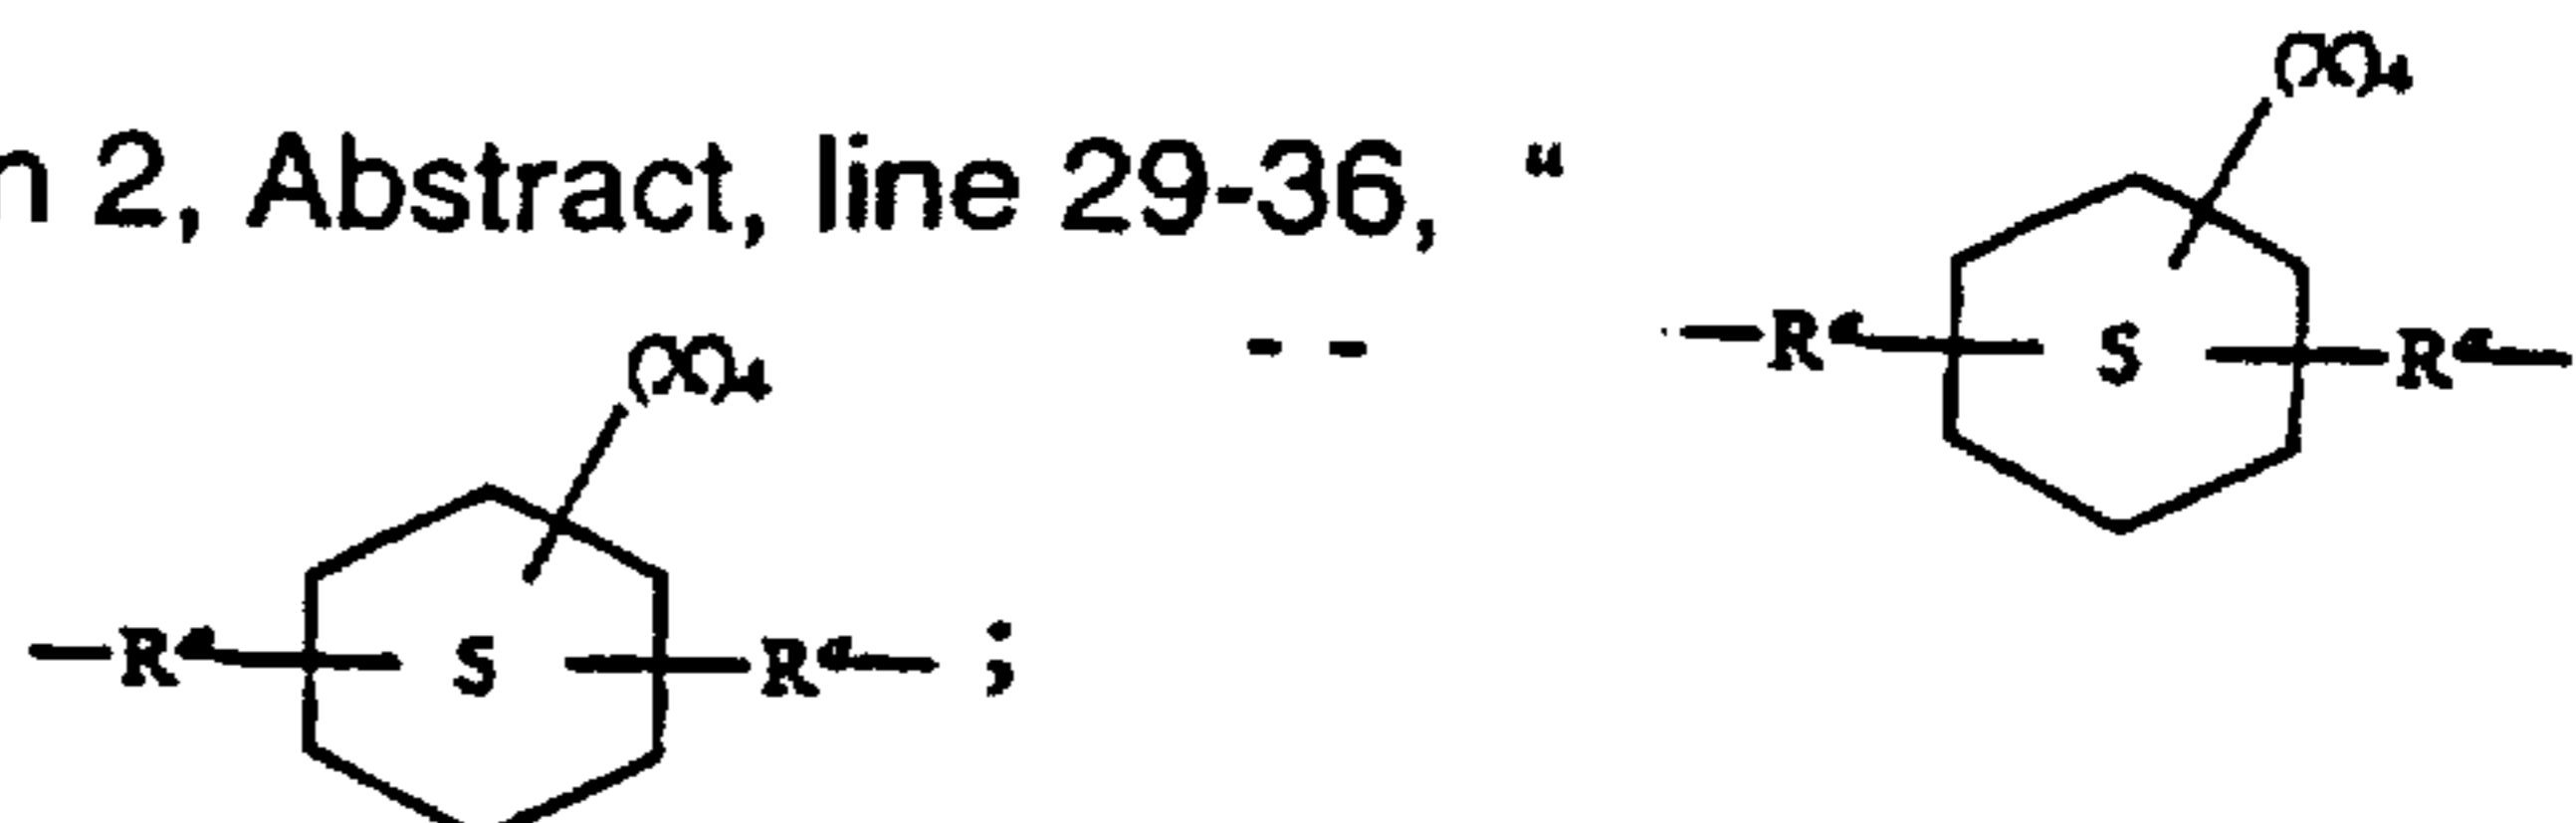 n 2, Abstract, line 29-36, “
(X)4
—R S R—
--
(X)4
—R S R— ;